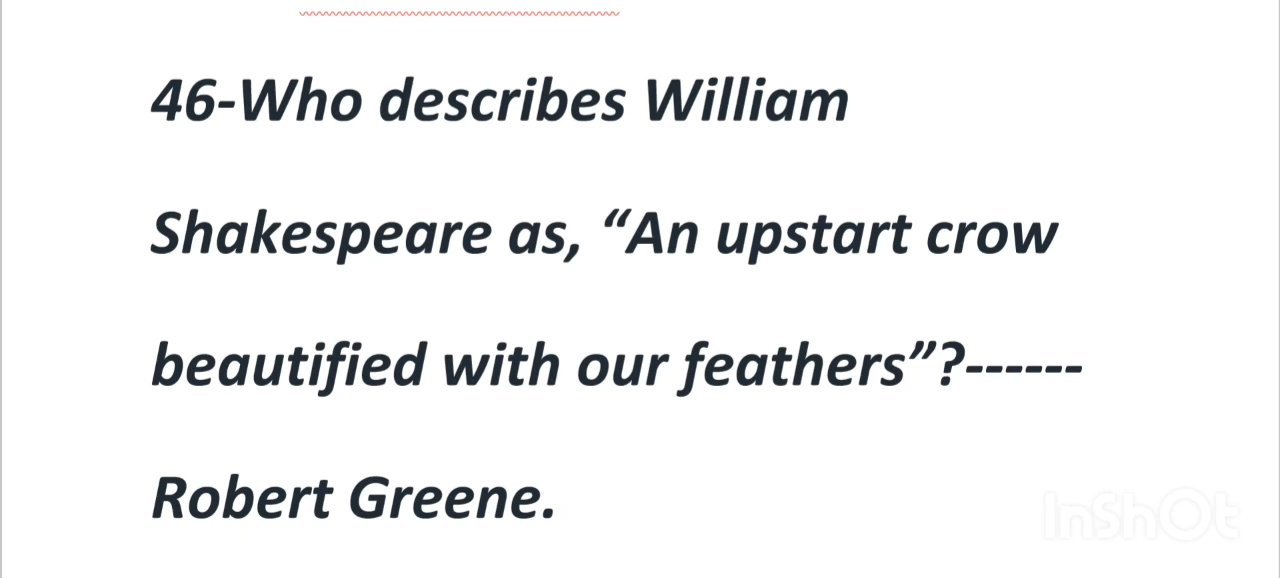 46-Who describes William
Shakespeare as, “An upstart crow
beautified with our feathers”?------
Robert Greene.
InShOt